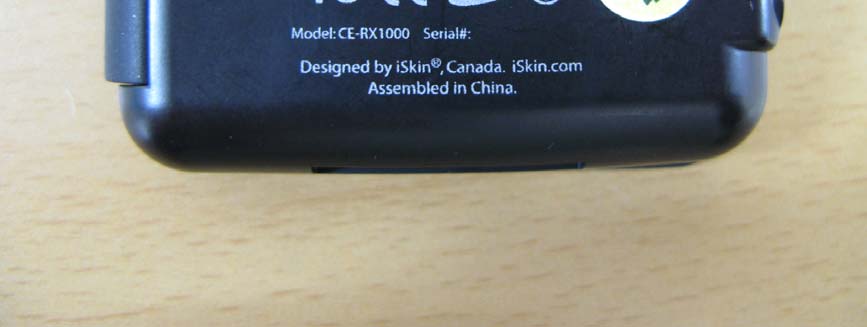 Model: CE-RX1000 Serial#:
Designed by iSkin®, Canada. iSkin.com
Assembled in China.